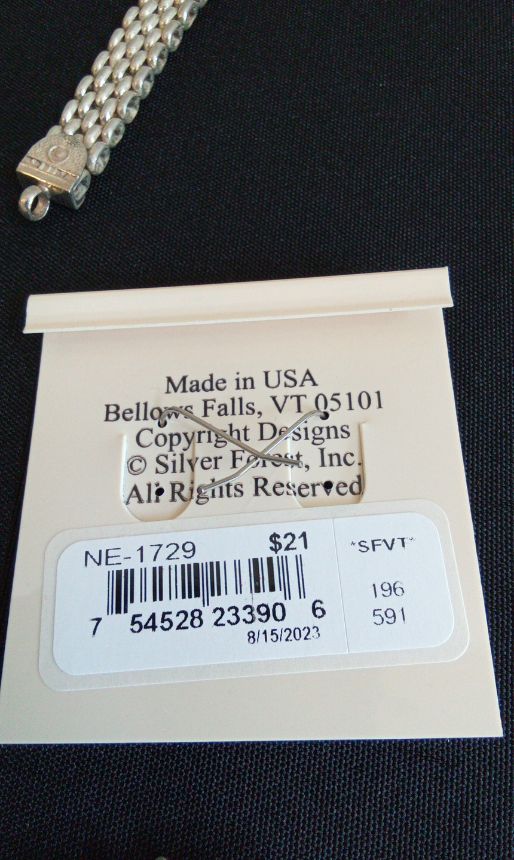 Made in USA
Bellows Falls, VT 05101
Copyright Designs
© Silver Forest, Inc.
All Rights Reserved
NE-1729 $21 *SFVT*
196
591
7 54528 23390 6
8/15/2023